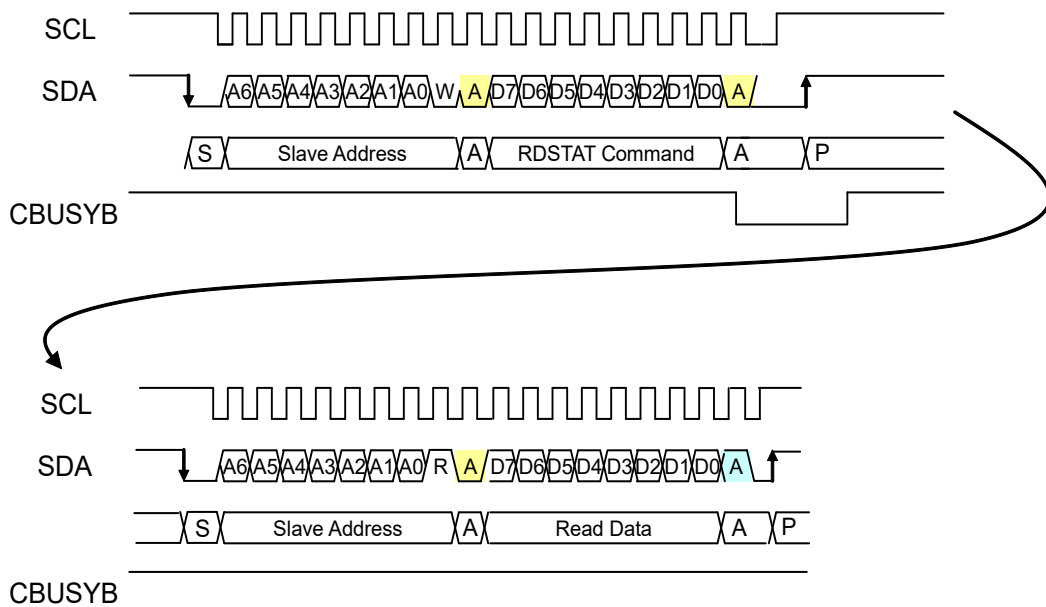 SCL
SDA A6 A5 A4 A3 A2 A1 A0 W A D7 D6 D5 D4 D3 D2 D1 D0 A
S Slave Address A RDSTAT Command A P
CBUSYB
SCL
SDA A6 A5 A4 A3 A2 A1 A0 R A D7 D6 D5 D4 D3 D2 D1 D0 A
S Slave Address A Read Data A P
CBUSYB